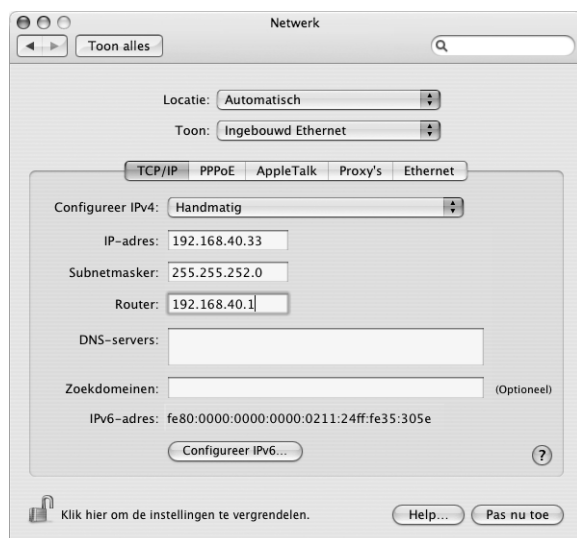 Netwerk
Toon alles
Locatie: Automatisch
Toon: Ingebouwd Ethernet
TCP/IP PPPoE AppleTalk Proxy's Ethernet
Configureer IPv4: Handmatig
IP-adres: 192.168.40.33
Subnetmasker: 255.255.252.0
Router: 192.168.40.1
DNS-servers:
Zoekdomeinen: (Optioneel)
IPv6-adres: fe80:0000:0000:0000:0211:24ff:fe35:305e
Configureer IPv6... ?
Klik hier om de instellingen te vergrendelen. Help... Pas nu toe